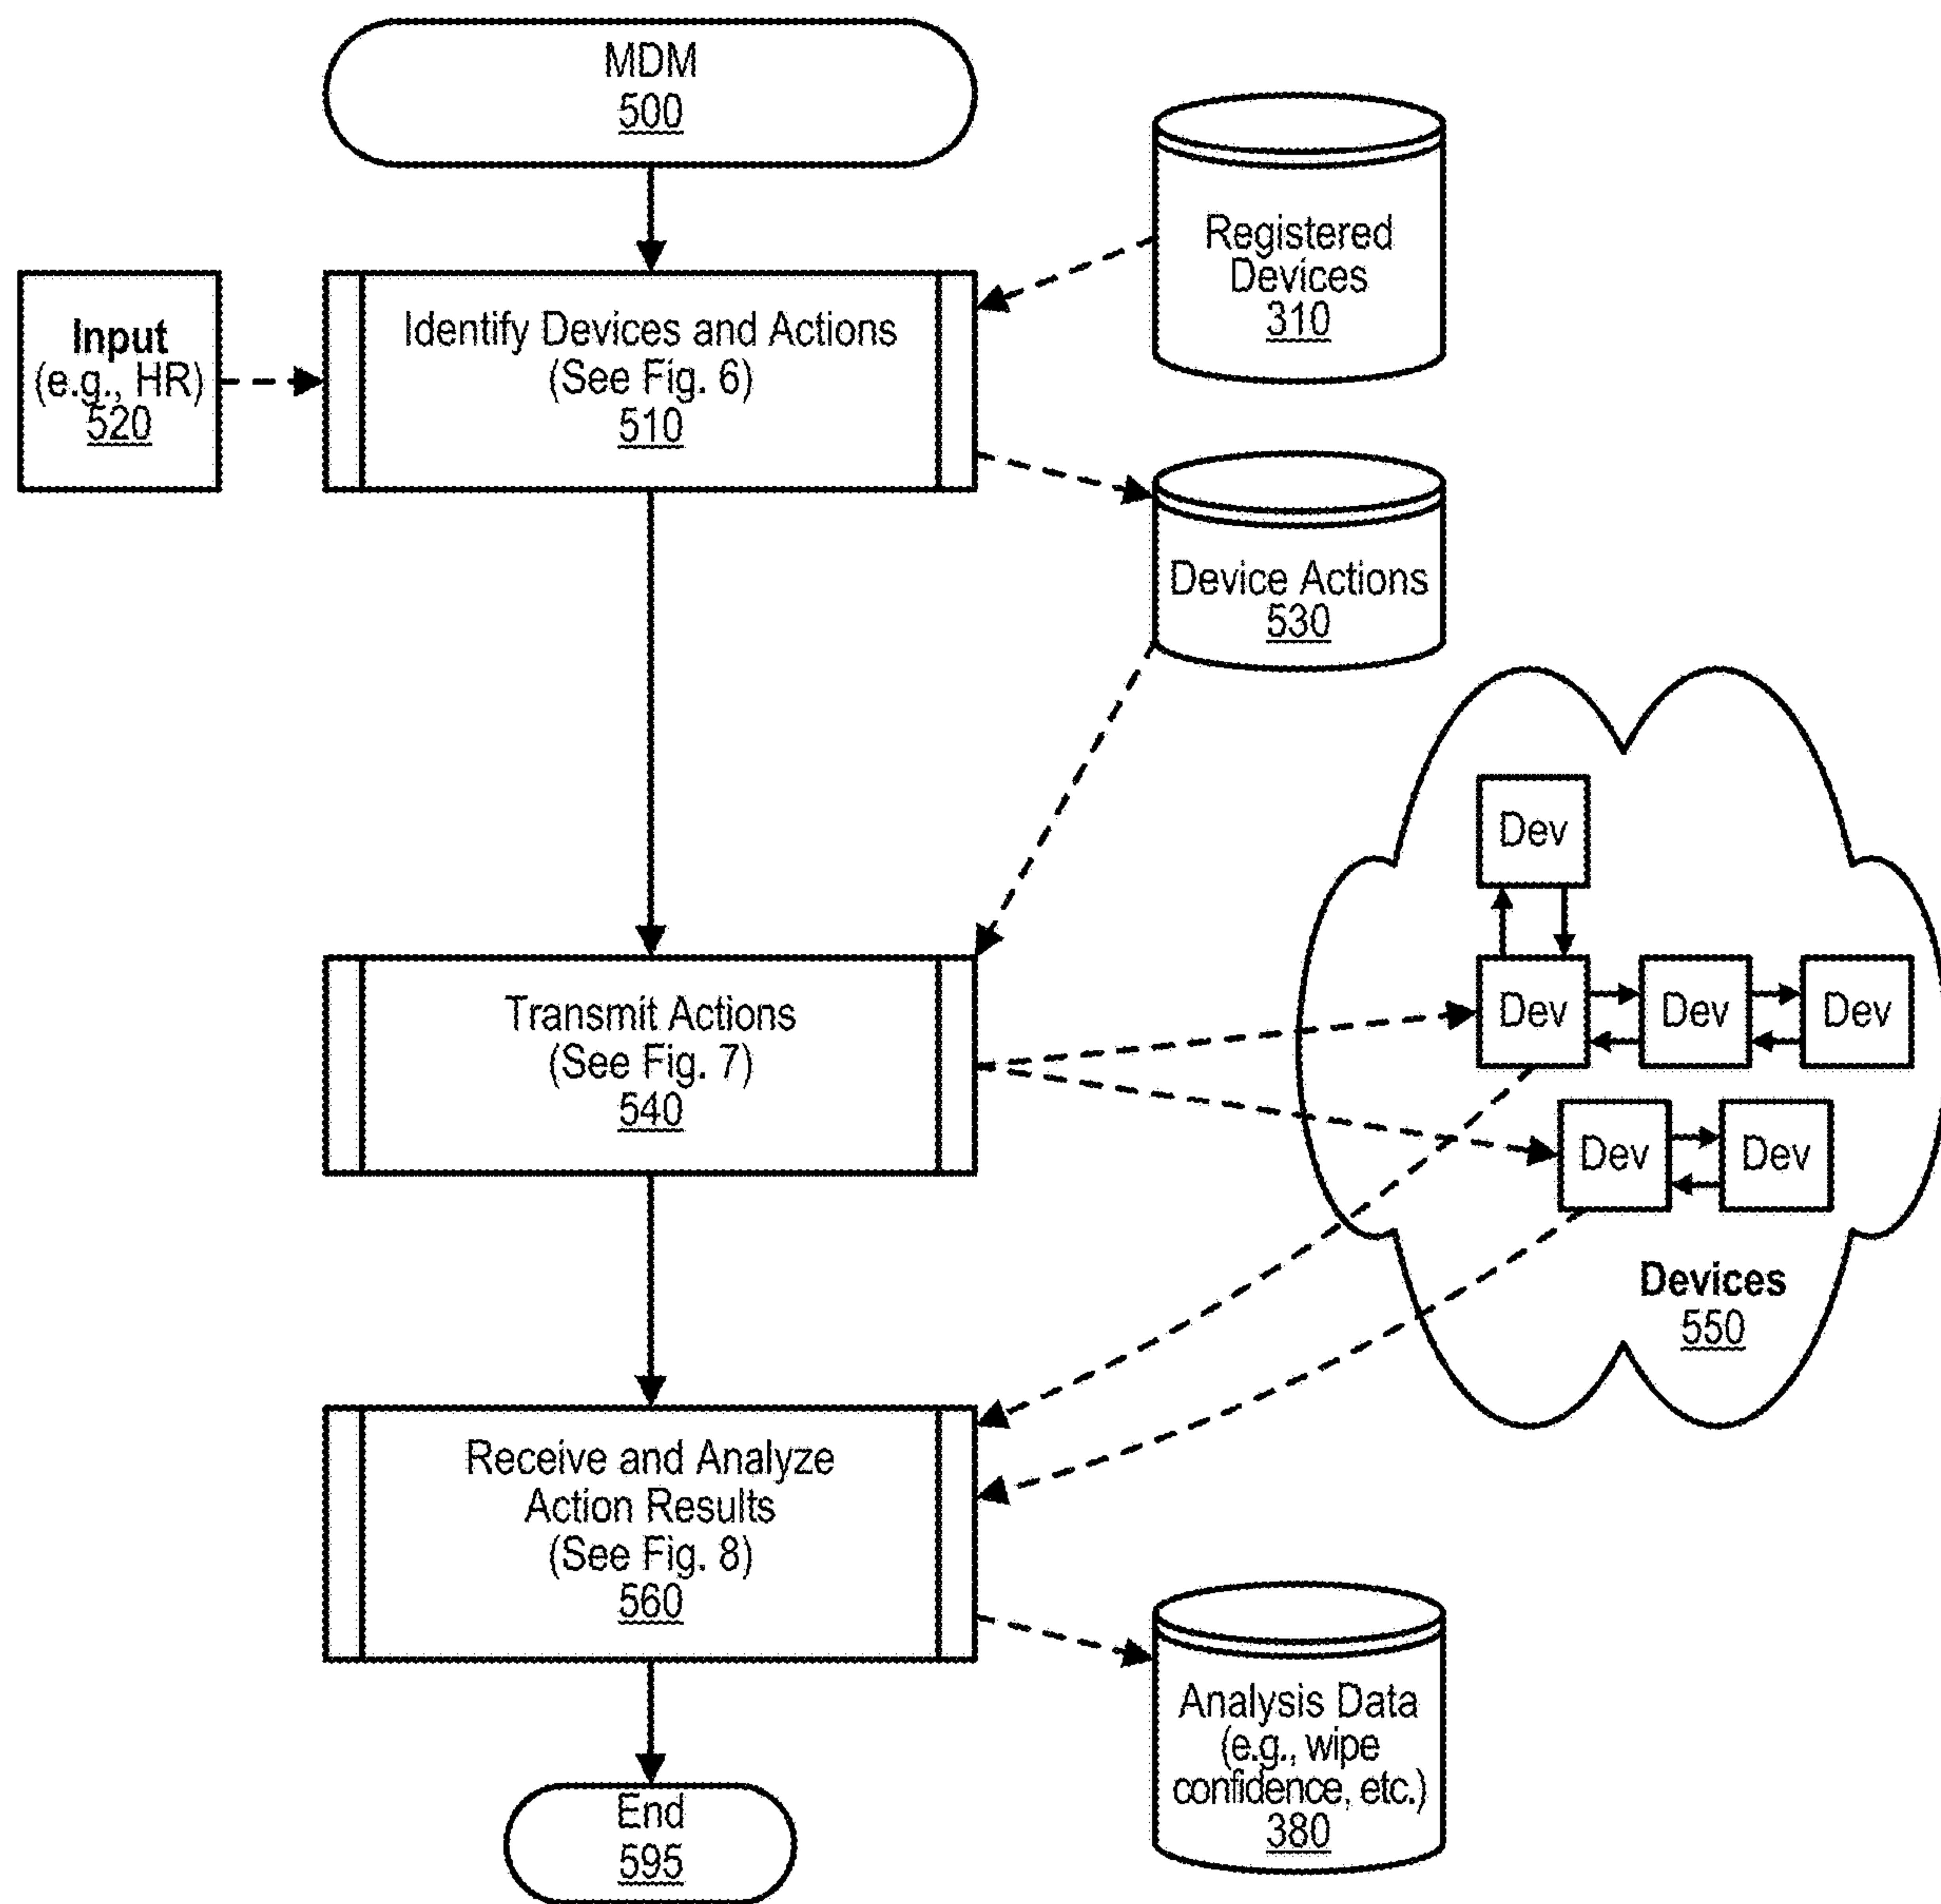 MDM
500
Registered
Devices
310
Input
(e.g., HR)
520
Identify Devices and Actions
(See Fig. 6)
510
Device Actions
530
Transmit Actions
(See Fig. 7)
540
Dev
Dev
Dev
Dev
Dev
Dev
Devices
550
Receive and Analyze
Action Results
(See Fig. 8)
560
Analysis Data
(e.g., wipe
confidence, etc.)
380
End
595